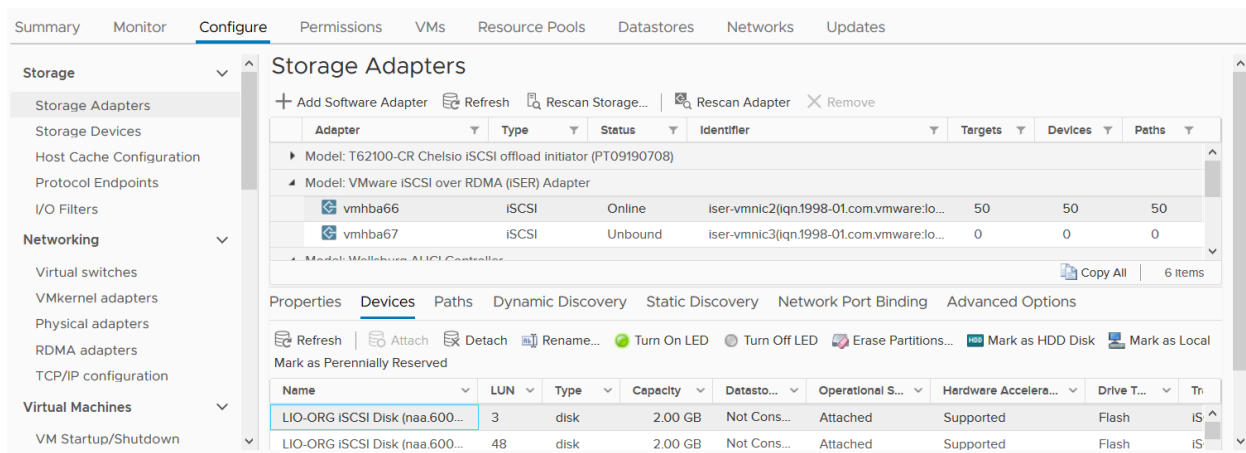 Summary Monitor Configure Permissions VMs Resource Pools Datastores Networks Updates
Storage
Storage Adapters
Storage Devices
Host Cache Configuration
Protocol Endpoints
I/O Filters
Networking
Virtual switches
VMkernel adapters
Physical adapters
RDMA adapters
TCP/IP configuration
Virtual Machines
VM Startup/Shutdown
Storage Adapters
Add Software Adapter Refresh Rescan Storage... Rescan Adapter Remove
Adapter Type Status Identifier Targets Devices Paths
Model: T62100-CR Chelsio iSCSI offload initiator (PT09190708)
Model: VMware iSCSI over RDMA (iSER) Adapter
vmhba66 iSCSI Online iser-vmnic2(iqn.1998-01.com.vmware:lo... 50 50 50
vmhba67 iSCSI Unbound iser-vmnic3(iqn.1998-01.com.vmware:lo... 0 0 0
Model: Wellsburg AHCI Controller
Copy All 6 items
Properties Devices Paths Dynamic Discovery Static Discovery Network Port Binding Advanced Options
Refresh Attach Detach Rename... Turn On LED Turn Off LED Erase Partitions... HDD Mark as HDD Disk Mark as Local
Mark as Perennially Reserved
Name LUN Type Capacity Datasto... Operational S... Hardware Accelera... Drive T... Tr
LIO-ORG iSCSI Disk (naa.600... 3 disk 2.00 GB Not Cons... Attached Supported Flash iS
LIO-ORG iSCSI Disk (naa.600... 48 disk 2.00 GB Not Cons... Attached Supported Flash iS